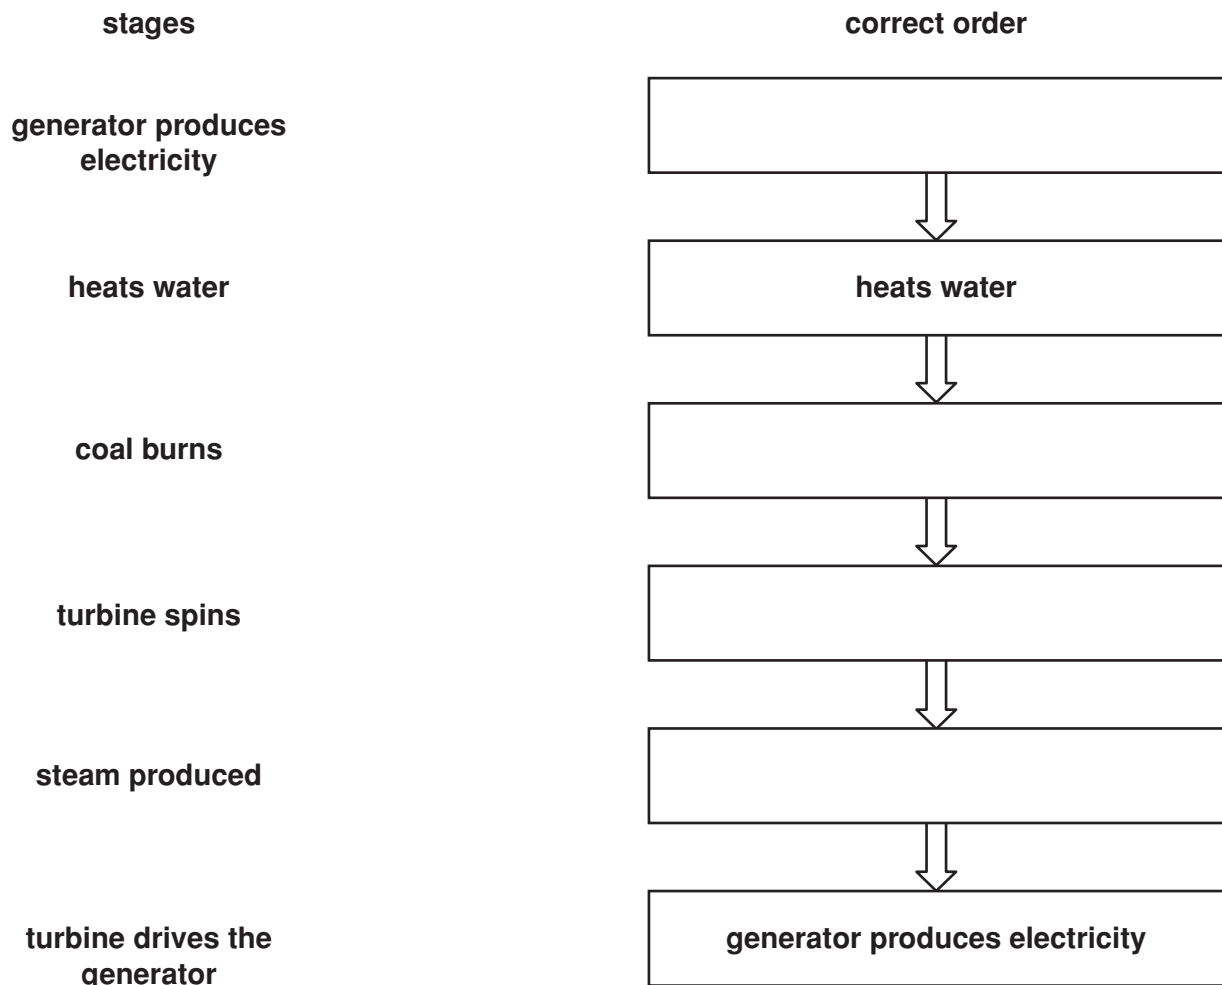 stages
correct order
generator produces
electricity
heats water
heats water
coal burns
turbine spins
steam produced
turbine drives the
generator
generator produces electricity